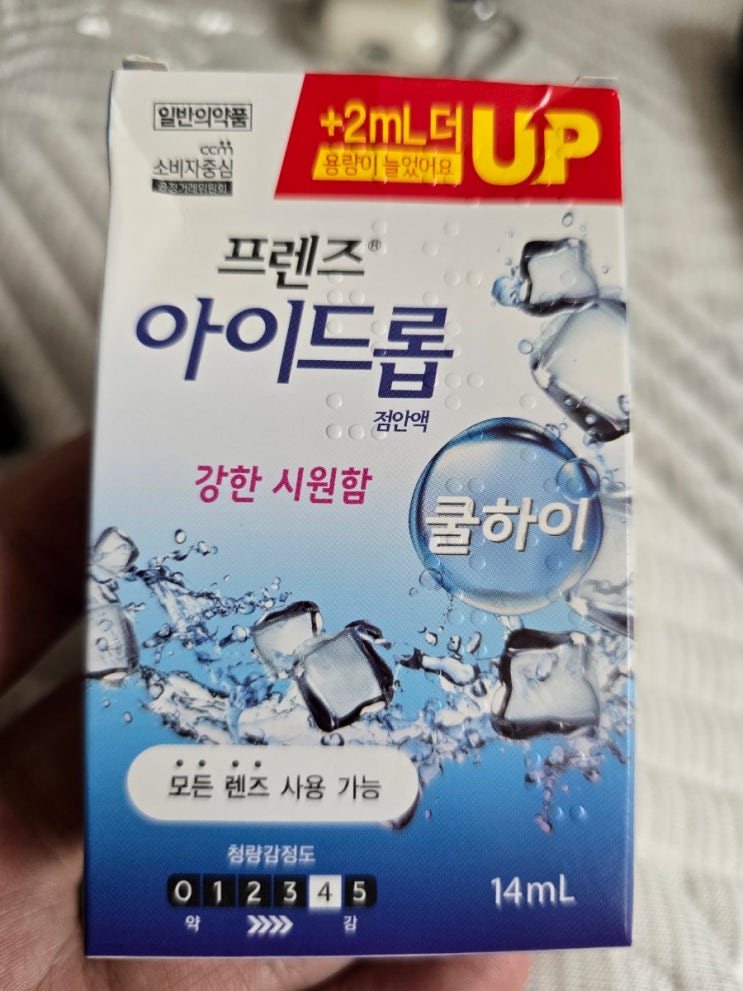 일반의약품
ccm
소비자중심
공정거래위원회
+2mL 더
용량이 늘었어요
UP
프렌즈®
아이드롭
점안액
강한 시원함
쿨하이
모든 렌즈 사용 가능
청량감정도
0 1 2 3 4 5
약 강
14mL